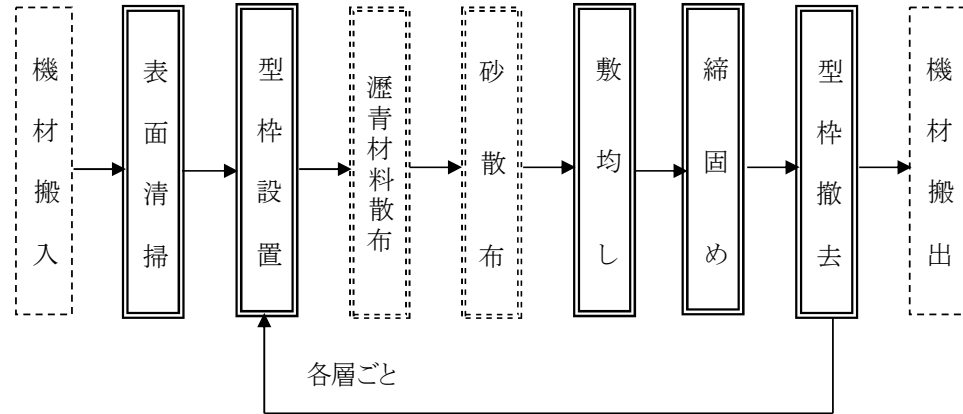 機材搬入
表面清掃
型枠設置
瀝青材料散布
砂散布
敷均し
締固め
型枠撤去
機材搬出
各層ごと